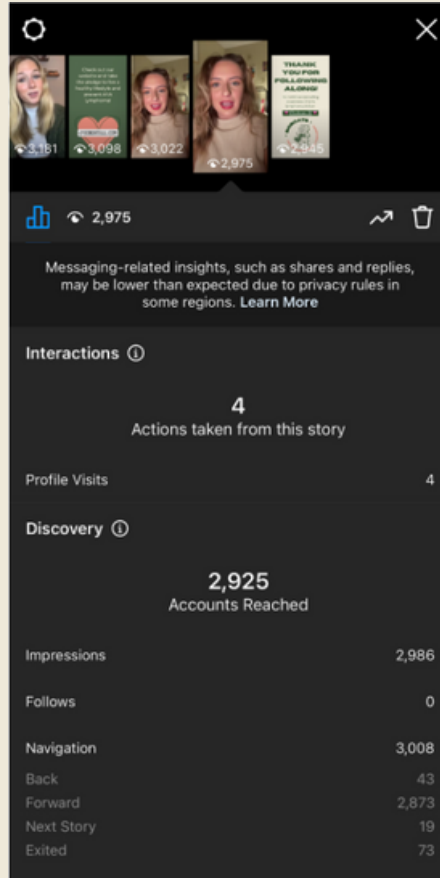 3,181
3,098
3,022
2,975
2,945
THANK
YOU FOR
FOLLOWING
ALONG!
2,975
Messaging-related insights, such as shares and replies,
may be lower than expected due to privacy rules in
some regions. Learn More
Interactions
4
Actions taken from this story
Profile Visits 4
Discovery
2,925
Accounts Reached
Impressions 2,986
Follows 0
Navigation 3,008
Back 43
Forward 2,873
Next Story 19
Exited 73